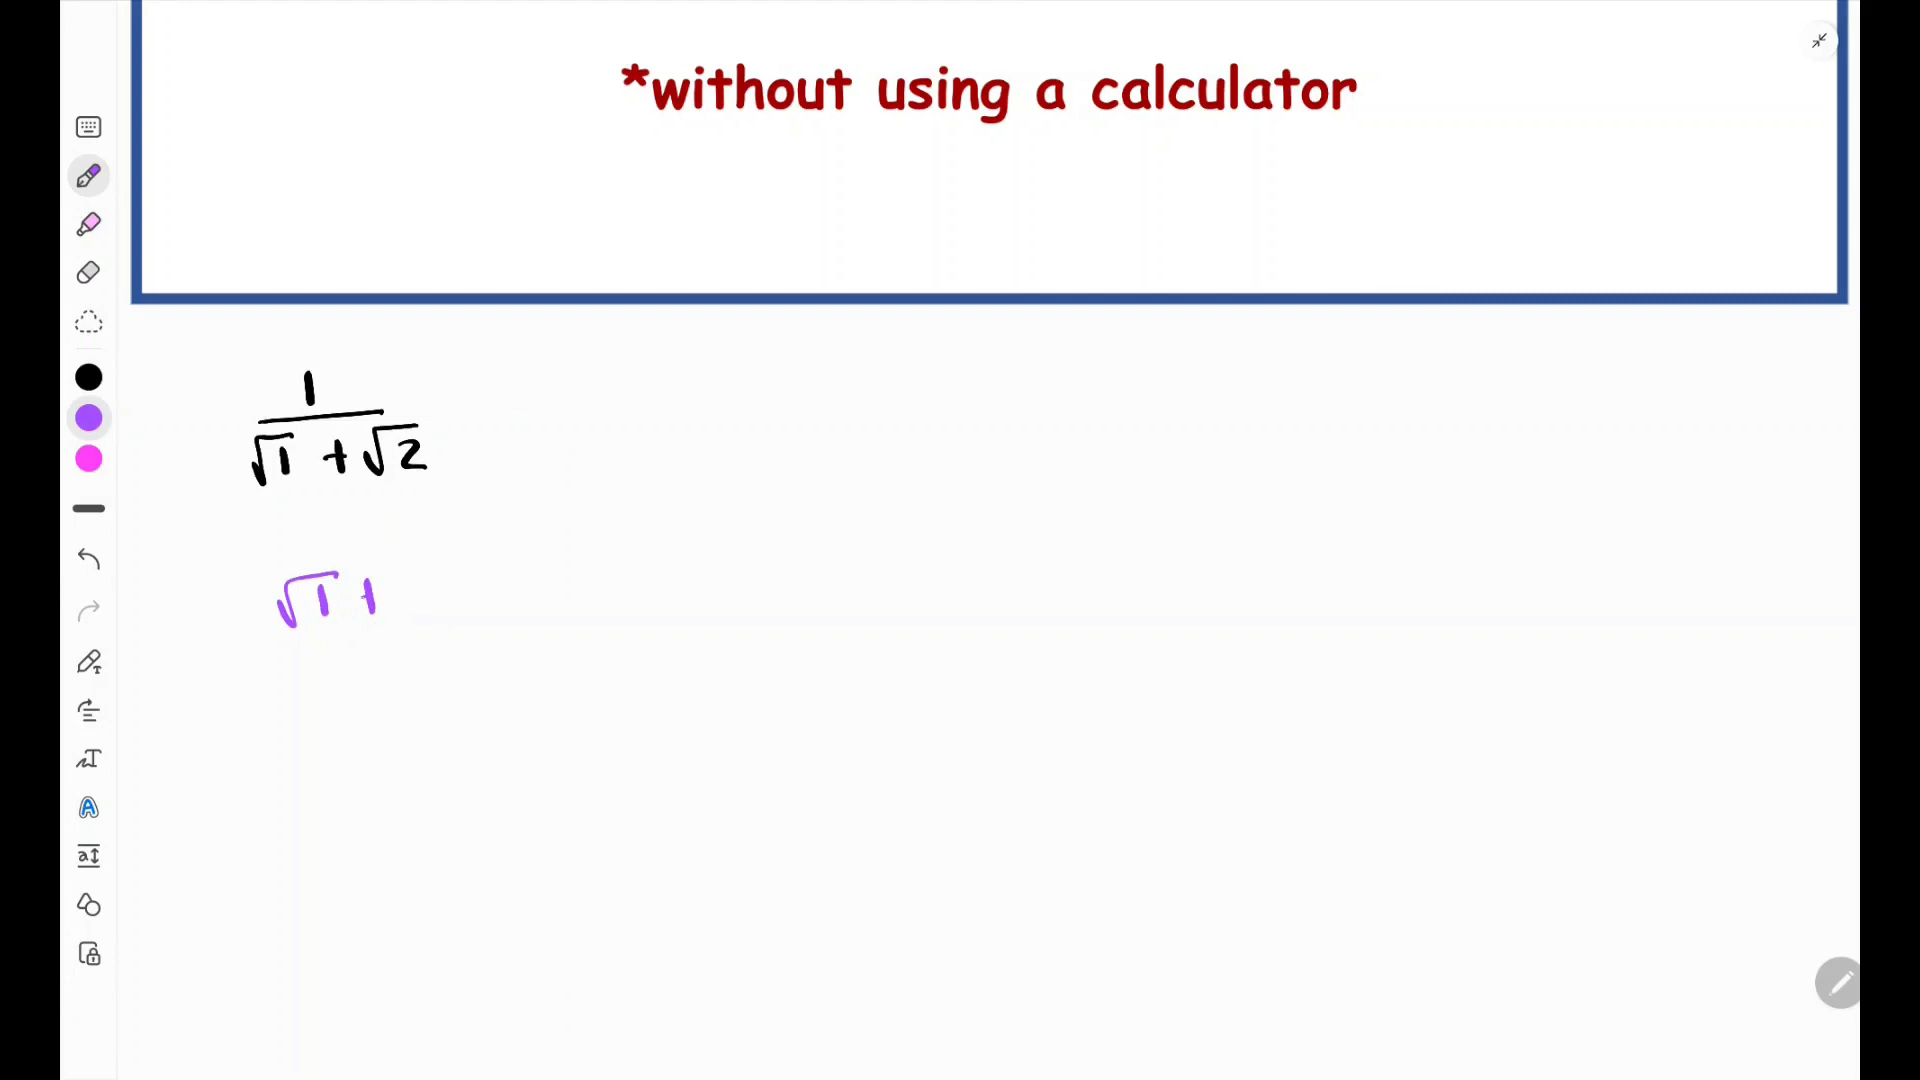 *without using a calculator
1
√1 + √2
√1 +